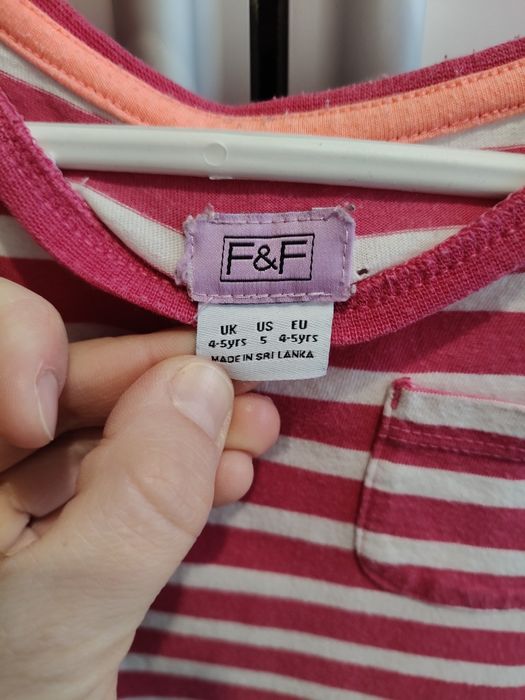 F&F
UK US EU
4-5yrs 5 4-5yrs
MADE IN SRI LANKA